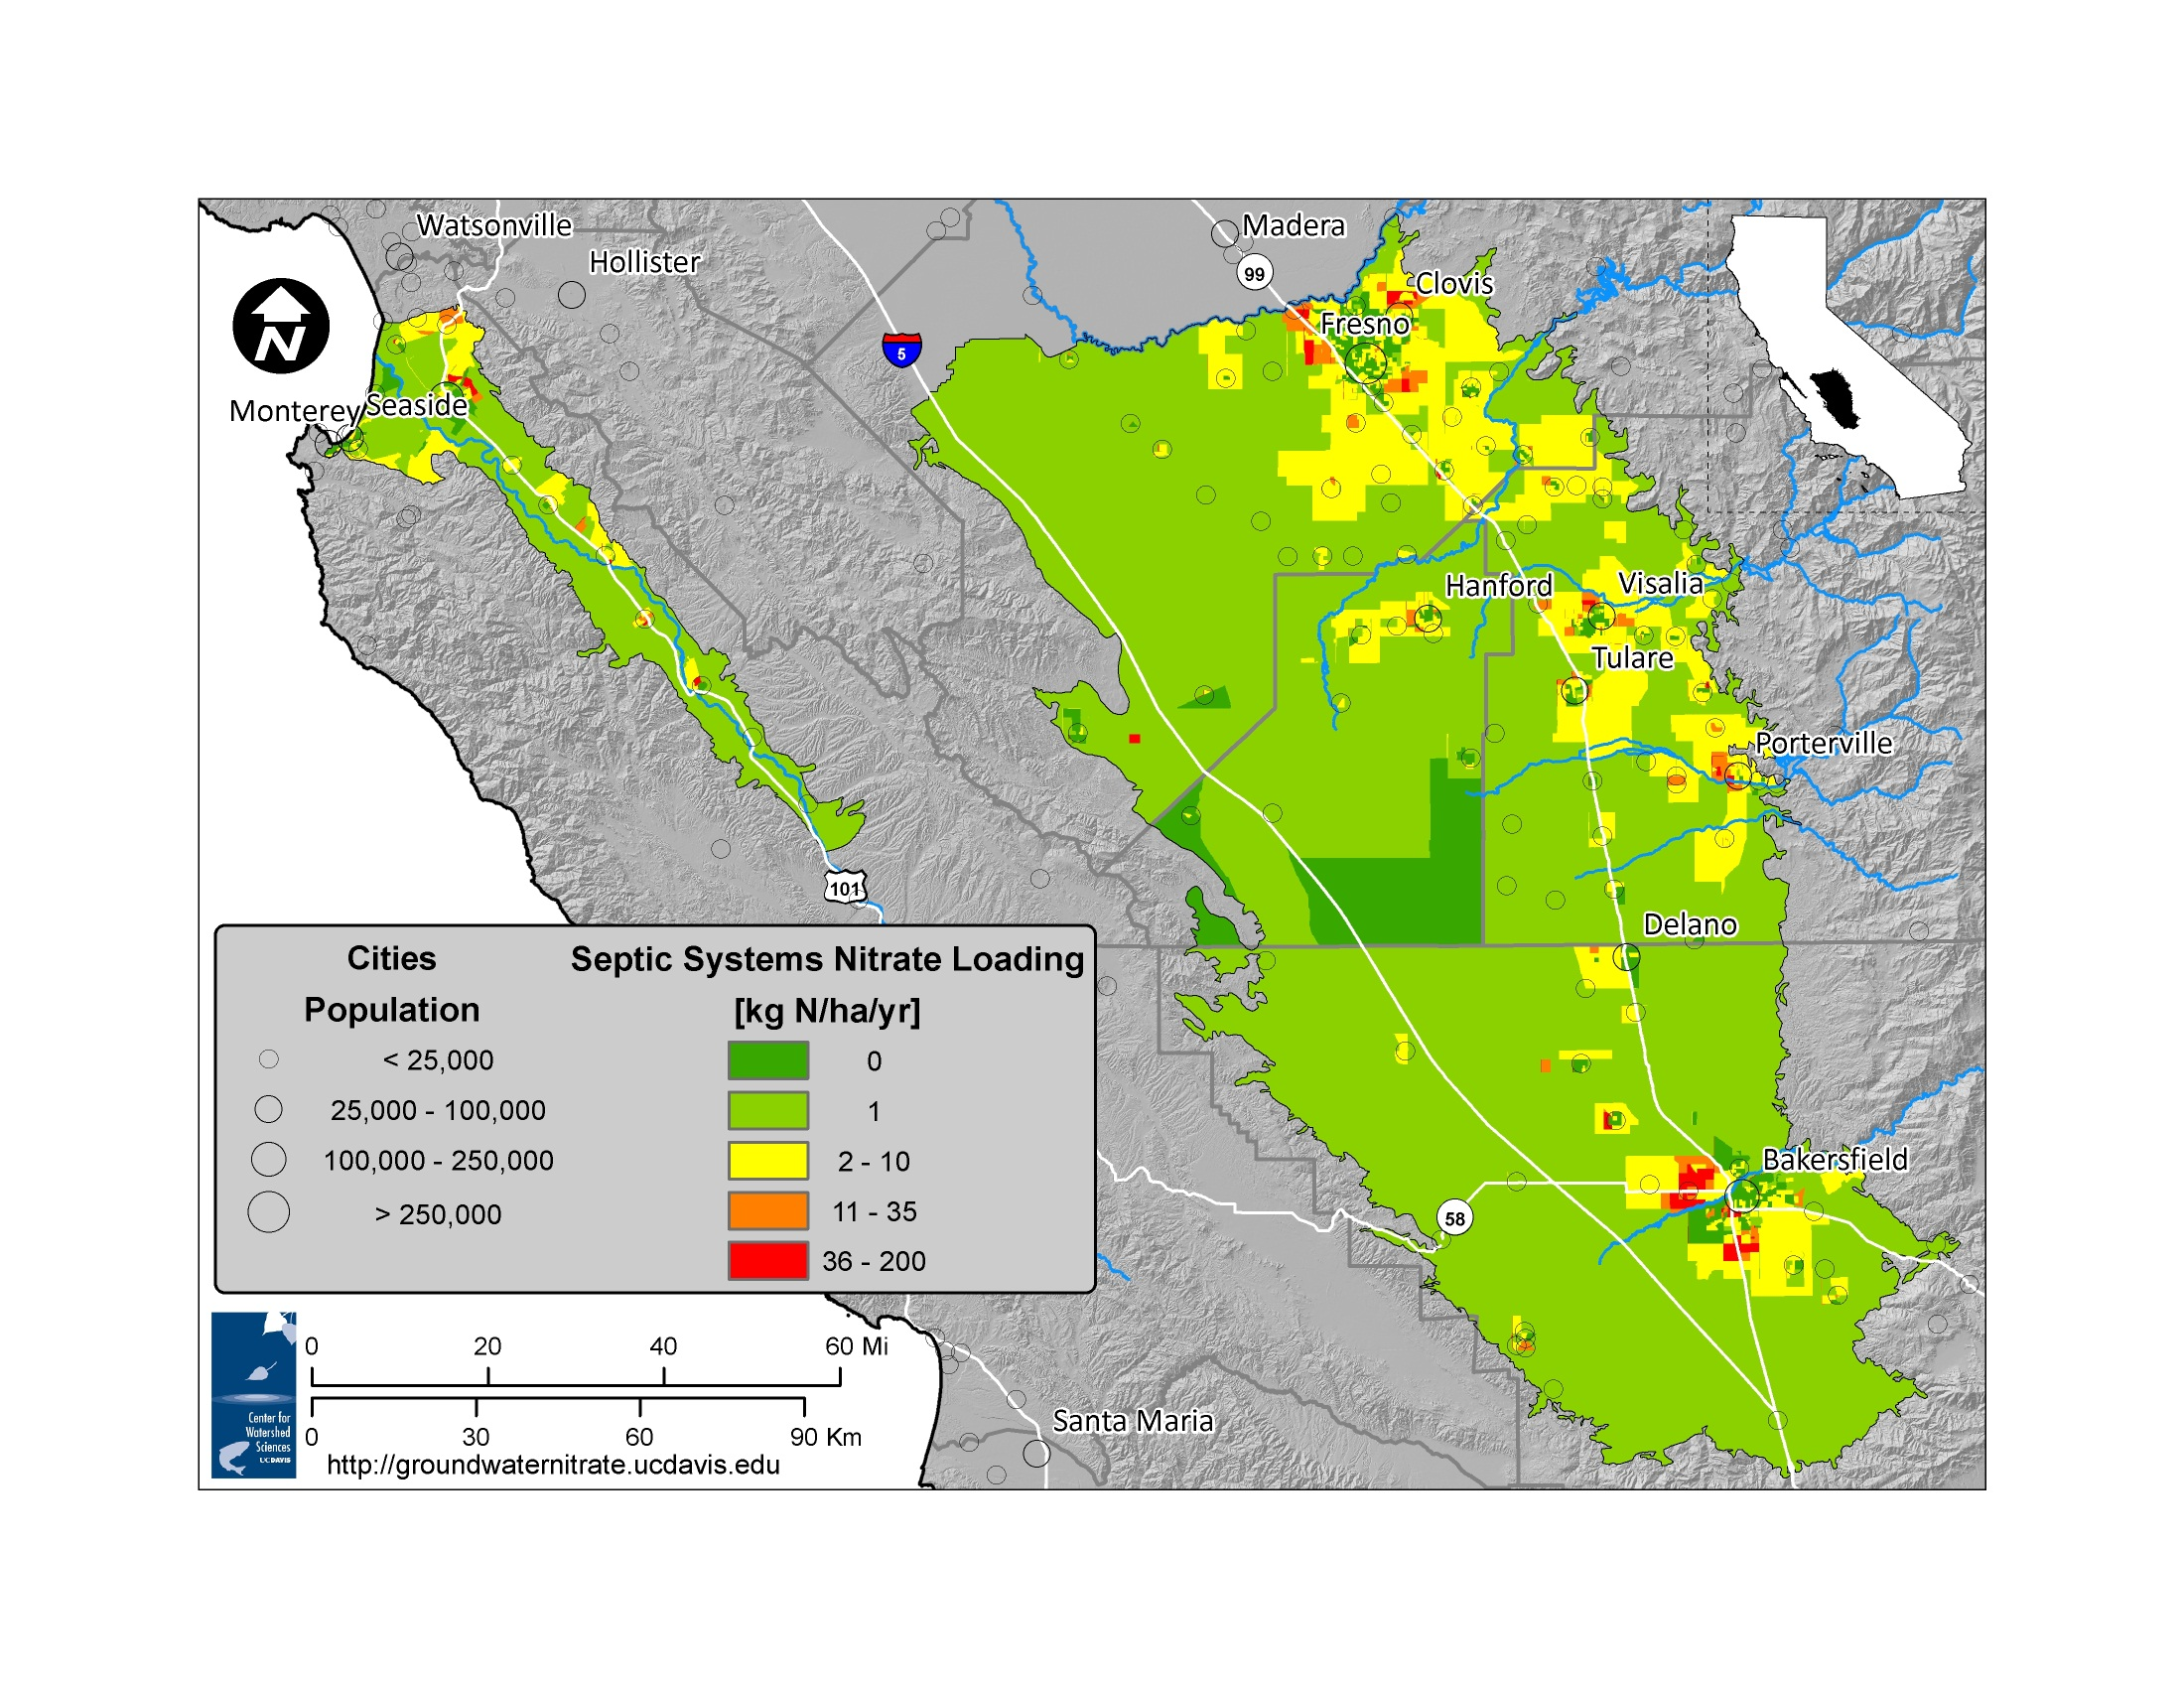 Watsonville
Hollister
Madera
99
Clovis
Fresno
5
N
Monterey
Seaside
Hanford
Visalia
Tulare
Porterville
101
Delano
Bakersfield
58
Santa Maria
Cities
Population
< 25,000
25,000 - 100,000
100,000 - 250,000
> 250,000
Septic Systems Nitrate Loading
[kg N/ha/yr]
0
1
2 - 10
11 - 35
36 - 200
0 20 40 60 Mi
0 30 60 90 Km
http://groundwaternitrate.ucdavis.edu
Center for
Watershed
Sciences
UC DAVIS